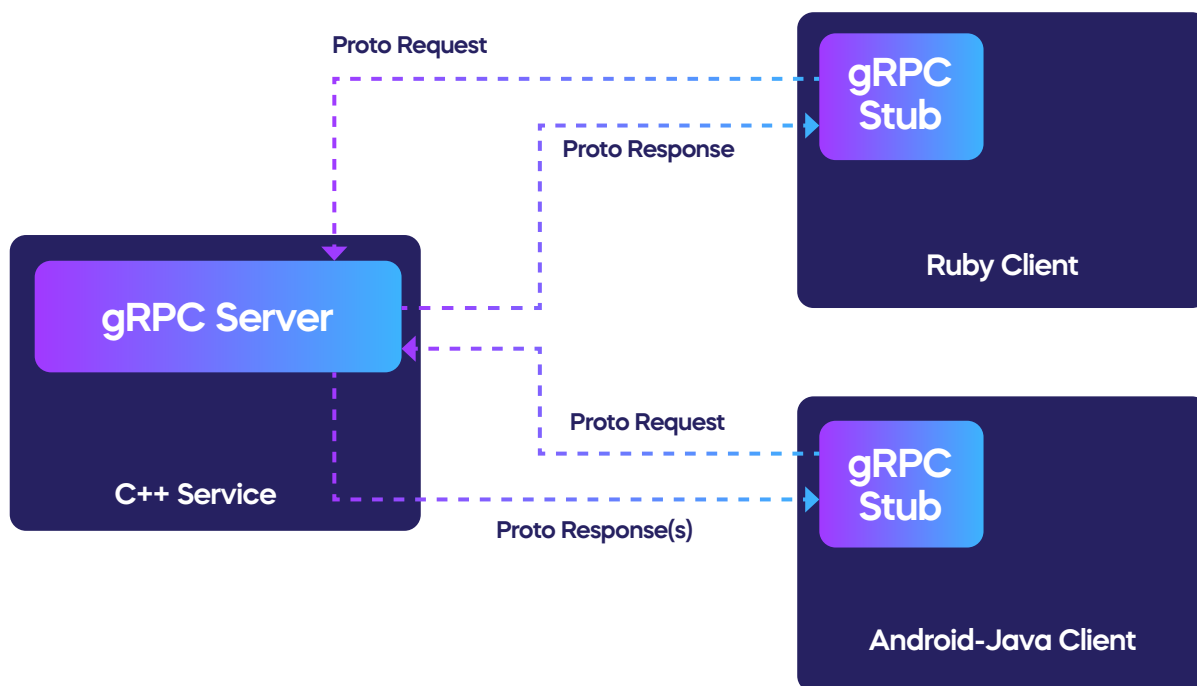 Proto Request
gRPC
Stub
Proto Response
Ruby Client
gRPC Server
C++ Service
Proto Request
gRPC
Stub
Proto Response(s)
Android-Java Client